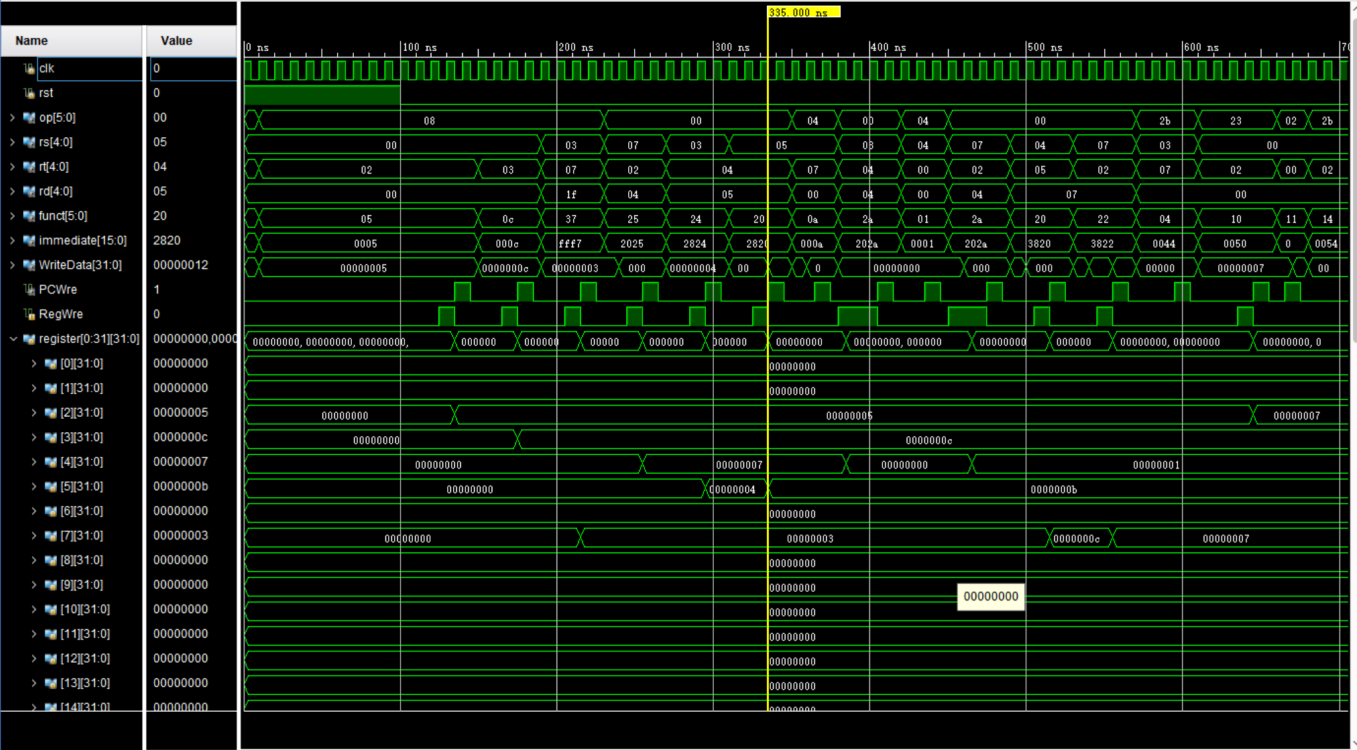 335.000 ns
Name Value
0 ns 100 ns 200 ns 300 ns 400 ns 500 ns 600 ns 70
clk 0
rst 0
op[5:0] 00 08 00 04 00 04 00 2b 23 02 2b
rs[4:0] 05 00 03 07 03 05 03 04 07 04 07 03 00
rt[4:0] 04 02 03 07 02 04 07 04 00 02 05 02 07 02 00 02
rd[4:0] 05 00 1f 04 05 00 04 00 04 07 00
funct[5:0] 20 05 0c 37 25 24 20 0a 2a 01 2a 20 22 04 10 11 14
immediate[15:0] 2820 0005 000c fff7 2025 2824 2820 000a 202a 0001 202a 3820 3822 0044 0050 0 0054
WriteData[31:0] 00000012 00000005 0000000c 00000003 000 00000004 00 0 00000000 000 000 00000 00000007 00
PCWre 1
RegWre 0
register[0:31][31:0] 00000000,0000 00000000, 00000000, 00000000, 000000 000000 00000 000000 000000 00000000 00000000, 000000 00000000 000000 00000000, 00000000 00000000, 0
[0][31:0] 00000000 00000000
[1][31:0] 00000000 00000000
[2][31:0] 00000005 00000000 00000005 00000007
[3][31:0] 0000000c 00000000 0000000c
[4][31:0] 00000007 00000000 00000007 00000000 00000001
[5][31:0] 0000000b 00000000 00000004 0000000b
[6][31:0] 00000000 00000000
[7][31:0] 00000003 00000000 00000003 0000000c 00000007
[8][31:0] 00000000 00000000
[9][31:0] 00000000 00000000
00000000
[10][31:0] 00000000 00000000
[11][31:0] 00000000 00000000
[12][31:0] 00000000 00000000
[13][31:0] 00000000 00000000
[14][31:0] 00000000 00000000